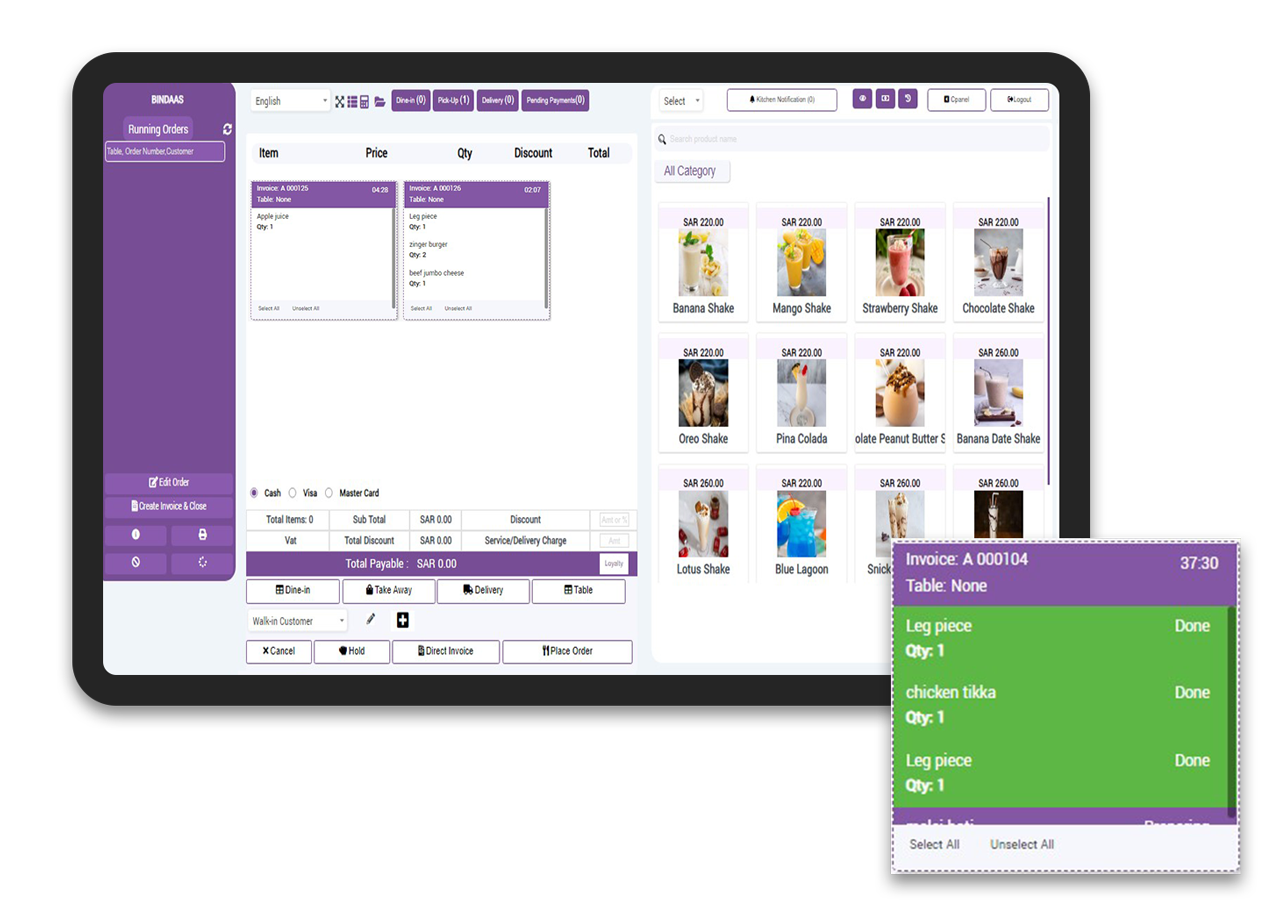 BINDAAS
Running Orders
Table, Order Number,Customer
Edit Order
Create Invoice & Close
English
Dine-in (0)
Pick-Up (1)
Delivery (0)
Pending Payments(0)
Item Price Qty Discount Total
Invoice: A 000125 04:28
Table: None
Apple juice
Qty: 1
Select All Unselect All
Invoice: A 000126 02:07
Table: None
Leg piece
Qty: 1
zinger burger
Qty: 2
beef jumbo cheese
Qty: 1
Select All Unselect All
Cash Visa Master Card
Total Items: 0 Sub Total SAR 0.00 Discount Amt or %
Vat Total Discount SAR 0.00 Service/Delivery Charge Amt
Total Payable : SAR 0.00 Loyalty
Dine-in Take Away Delivery Table
Walk-in Customer
Cancel Hold Direct Invoice Place Order
Select
Kitchen Notification (0)
Cpanel
Logout
Search product name
All Category
SAR 220.00 SAR 220.00 SAR 220.00 SAR 220.00
Banana Shake Mango Shake Strawberry Shake Chocolate Shake
SAR 220.00 SAR 220.00 SAR 220.00 SAR 260.00
Oreo Shake Pina Colada olate Peanut Butter S Banana Date Shake
SAR 260.00 SAR 220.00 SAR 260.00 SAR 260.00
Lotus Shake Blue Lagoon Snick
Invoice: A 000104 37:30
Table: None
Leg piece Done
Qty: 1
chicken tikka Done
Qty: 1
Leg piece Done
Qty: 1
Select All Unselect All